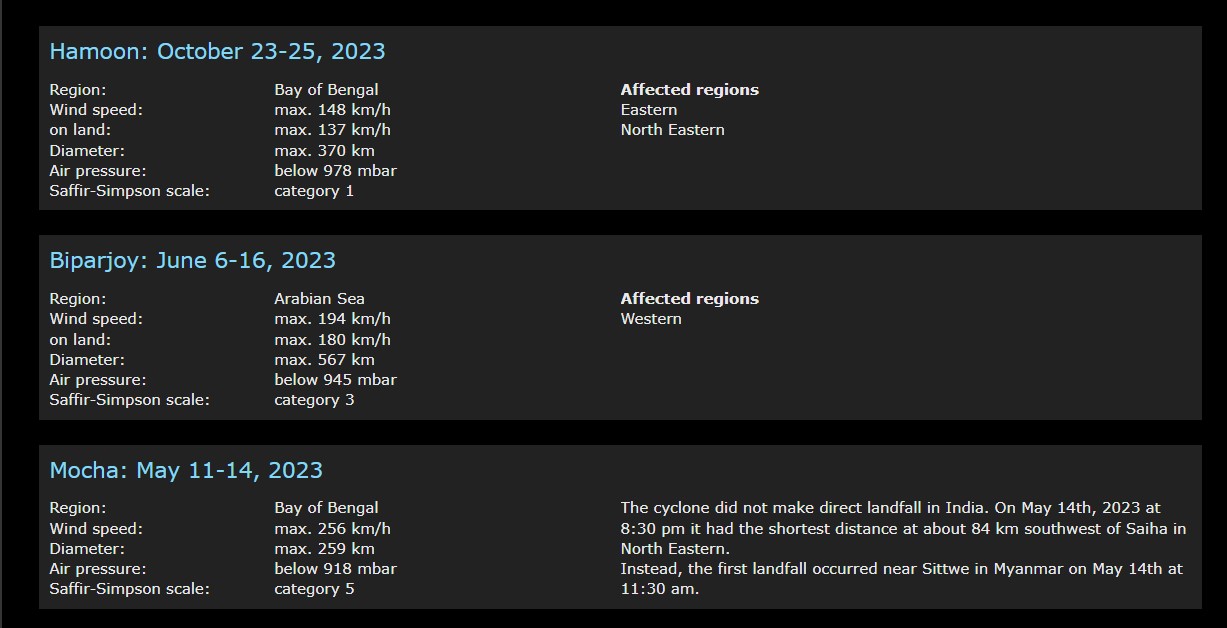 Hamoon: October 23-25, 2023
Region: Bay of Bengal
Wind speed: max. 148 km/h
on land: max. 137 km/h
Diameter: max. 370 km
Air pressure: below 978 mbar
Saffir-Simpson scale: category 1
Affected regions
Eastern
North Eastern
Biparjoy: June 6-16, 2023
Region: Arabian Sea
Wind speed: max. 194 km/h
on land: max. 180 km/h
Diameter: max. 567 km
Air pressure: below 945 mbar
Saffir-Simpson scale: category 3
Affected regions
Western
Mocha: May 11-14, 2023
Region: Bay of Bengal
Wind speed: max. 256 km/h
Diameter: max. 259 km
Air pressure: below 918 mbar
Saffir-Simpson scale: category 5
The cyclone did not make direct landfall in India. On May 14th, 2023 at
8:30 pm it had the shortest distance at about 84 km southwest of Saiha in
North Eastern.
Instead, the first landfall occurred near Sittwe in Myanmar on May 14th at
11:30 am.